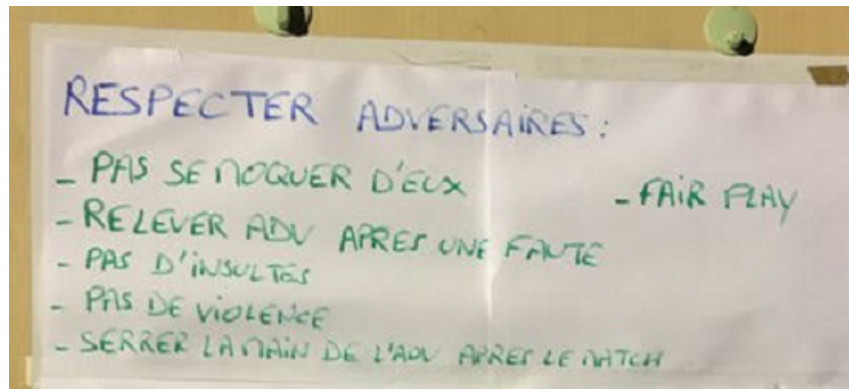 RESPECTER ADVERSAIRES :
- PAS SE MOQUER D'EUX
- FAIR PLAY
- RELEVER ADV APRES UNE FAUTE
- PAS D'INSULTES
- PAS DE VIOLENCE
- SERRER LA MAIN DE L'ADV APRES LE MATCH